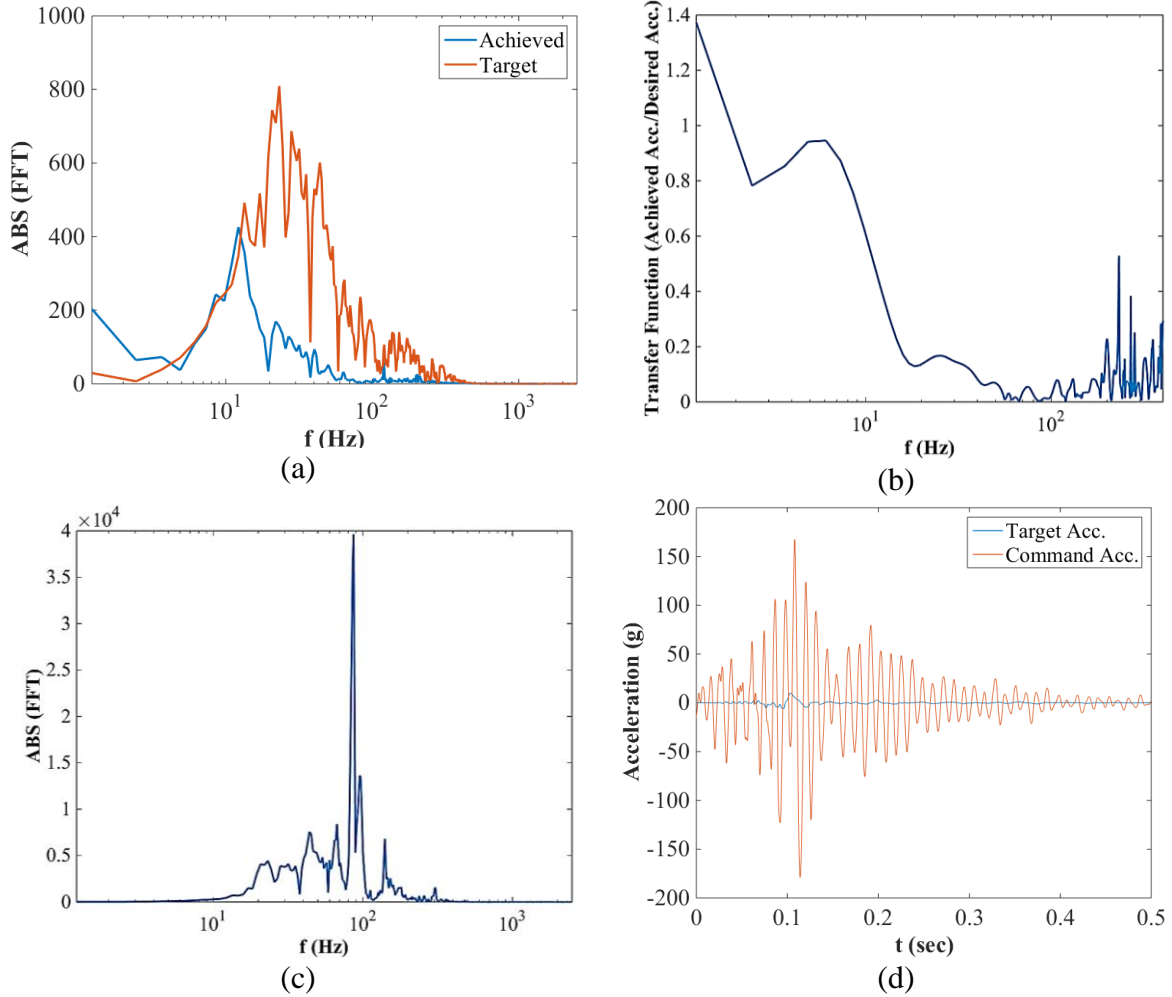 Achieved
Target
1000
800
600
400
200
0
ABS (FFT)
10^1
10^2
10^3
f (Hz)
(a)
1.4
1.2
1
0.8
0.6
0.4
0.2
0
Transfer Function (Achieved Acc./Desired Acc.)
10^1
10^2
f (Hz)
(b)
×10^4
4
3.5
3
2.5
2
1.5
1
0.5
0
ABS (FFT)
10^1
10^2
10^3
f (Hz)
(c)
Target Acc.
Command Acc.
200
150
100
50
0
-50
-100
-150
-200
Acceleration (g)
0
0.1
0.2
0.3
0.4
0.5
t (sec)
(d)